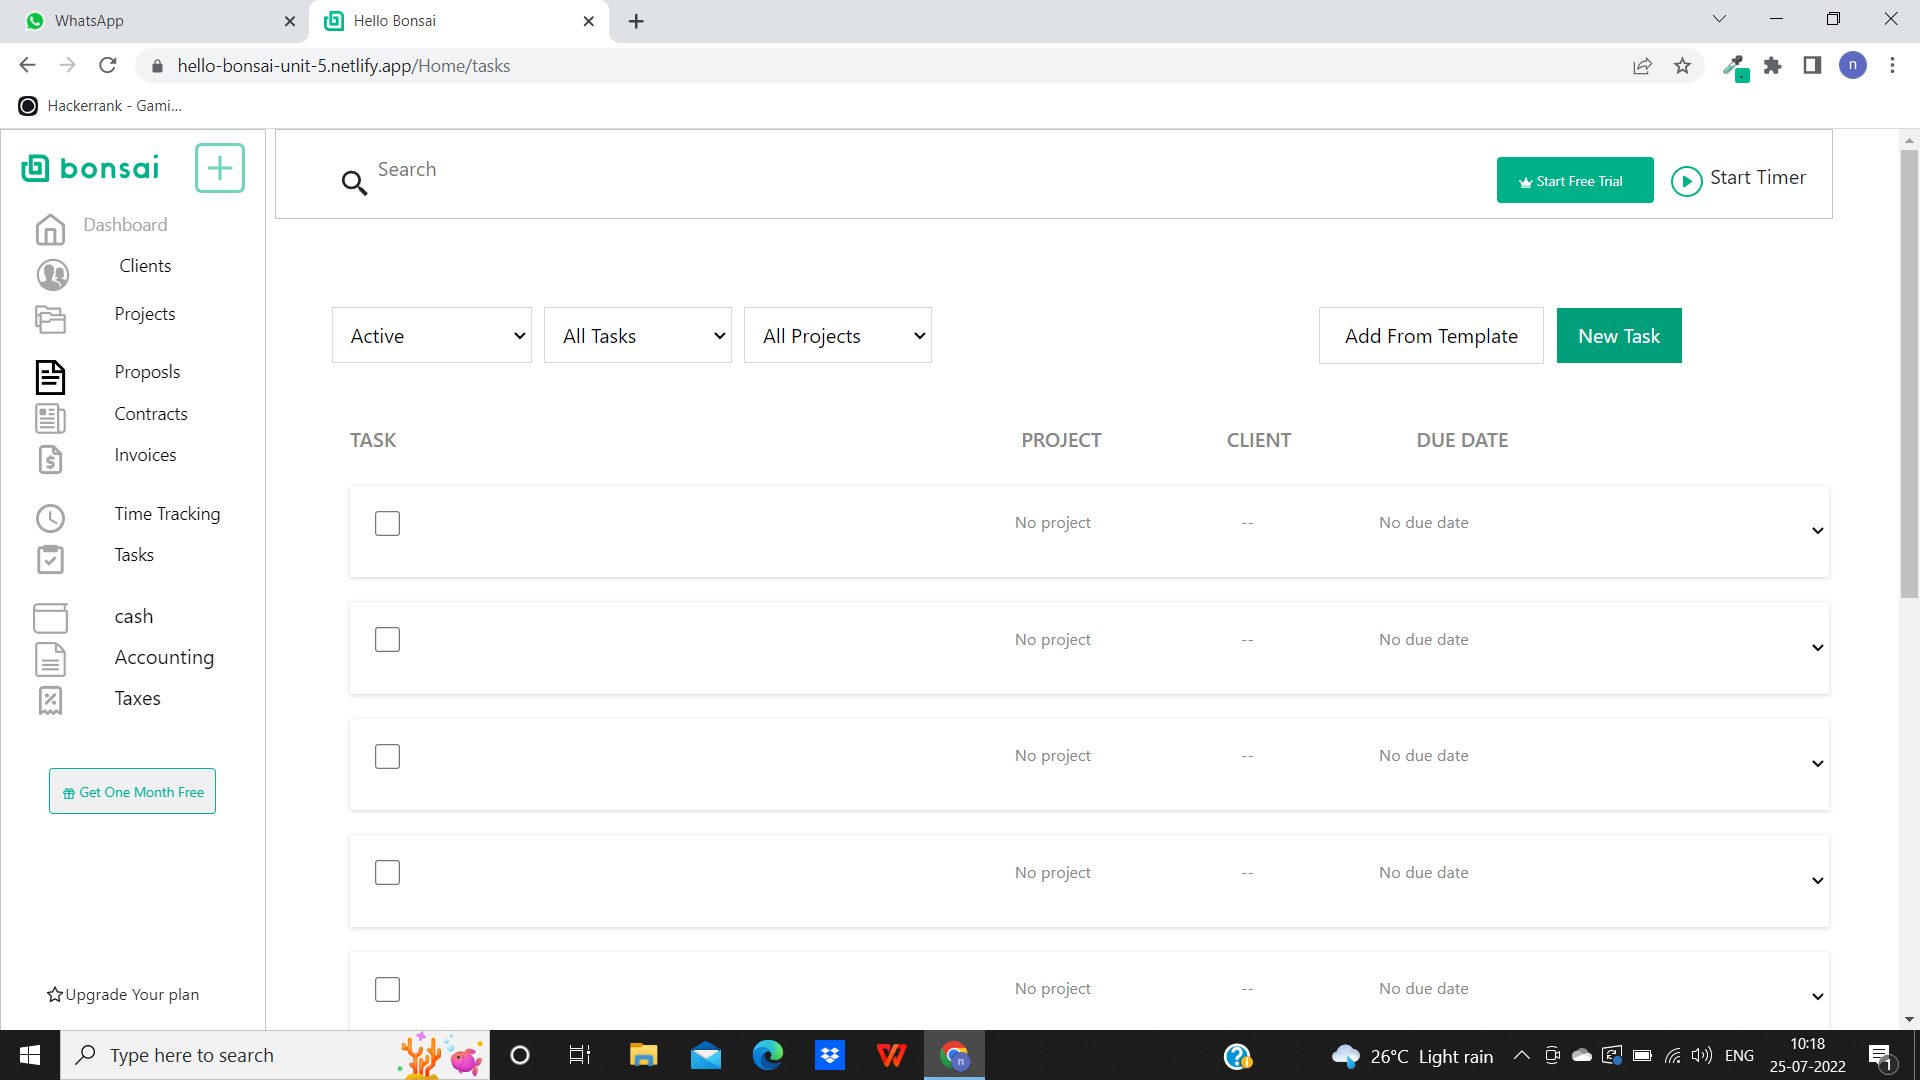 WhatsApp
Hello Bonsai
hello-bonsai-unit-5.netlify.app/Home/tasks
n
Hackerrank - Gami...
bonsai
Search
Start Free Trial
Start Timer
Dashboard
Clients
Projects
Proposls
Contracts
Invoices
Time Tracking
Tasks
cash
Accounting
Taxes
Get One Month Free
Upgrade Your plan
Active
All Tasks
All Projects
Add From Template
New Task
TASK PROJECT CLIENT DUE DATE
No project -- No due date
No project -- No due date
No project -- No due date
No project -- No due date
No project -- No due date
Type here to search
n
26°C Light rain
ENG
10:18
25-07-2022
1